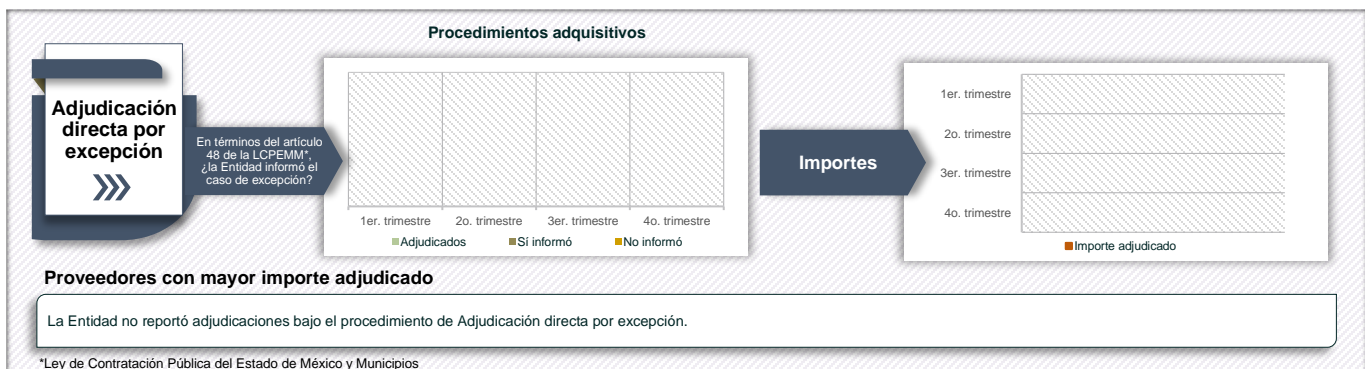 Procedimientos adquisitivos
Adjudicación
directa por
excepción
En términos del artículo
48 de la LCPEMM*,
¿la Entidad informó el
caso de excepción?
1er. trimestre 2o. trimestre 3er. trimestre 4o. trimestre
Adjudicados Sí informó No informó
Importes
1er. trimestre
2o. trimestre
3er. trimestre
4o. trimestre
Importe adjudicado
Proveedores con mayor importe adjudicado
La Entidad no reportó adjudicaciones bajo el procedimiento de Adjudicación directa por excepción.
*Ley de Contratación Pública del Estado de México y Municipios